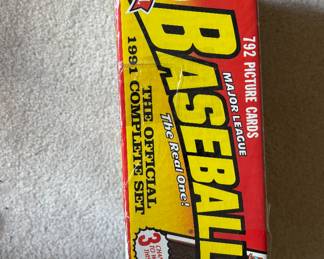 792 PICTURE CARDS
MAJOR LEAGUE
BASEBALL
The Real One!
THE OFFICIAL
1991 COMPLETE SET
3